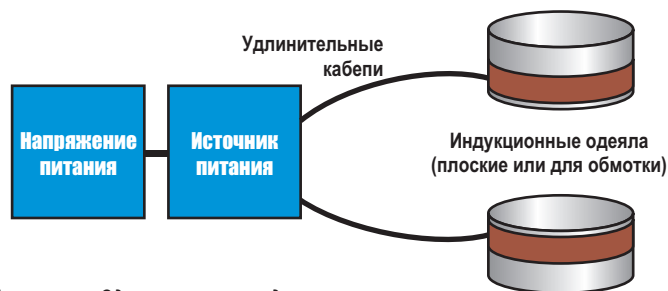 Удлинительные
кабепи
Напряжение
питания
Источник
питания
Индукционные одеяла
(плоские или для обмотки)